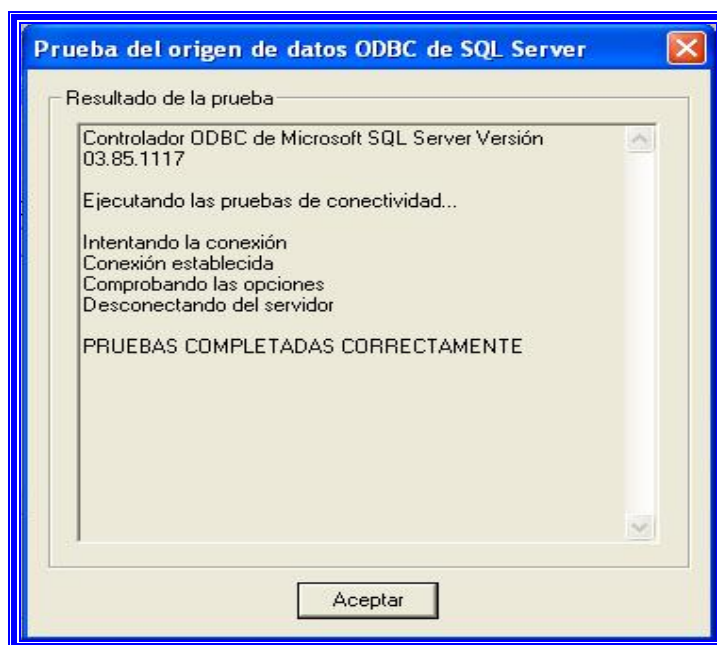 Prueba del origen de datos ODBC de SQL Server
Resultado de la prueba
Controlador ODBC de Microsoft SQL Server Versión
03.85.1117
Ejecutando las pruebas de conectividad...
Intentando la conexión
Conexión establecida
Comprobando las opciones
Desconectando del servidor
PRUEBAS COMPLETADAS CORRECTAMENTE
Aceptar